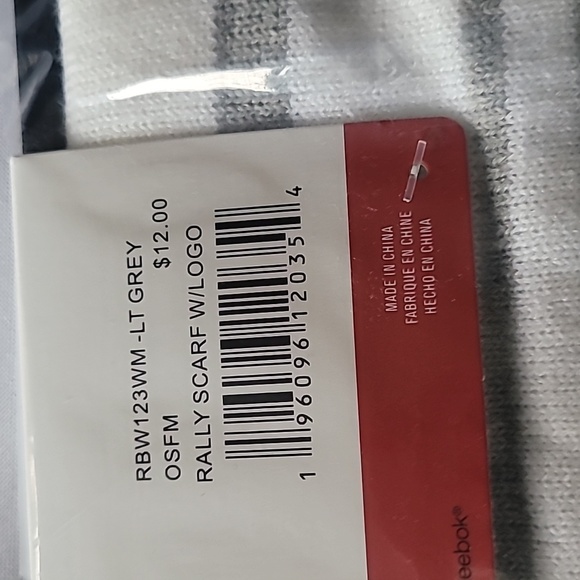 RBW123WM -LT GREY
OSFM $12.00
RALLY SCARF W/LOGO
1 96096 12035 4
MADE IN CHINA
FABRIQUE EN CHINE
HECHO EN CHINA
eebok®